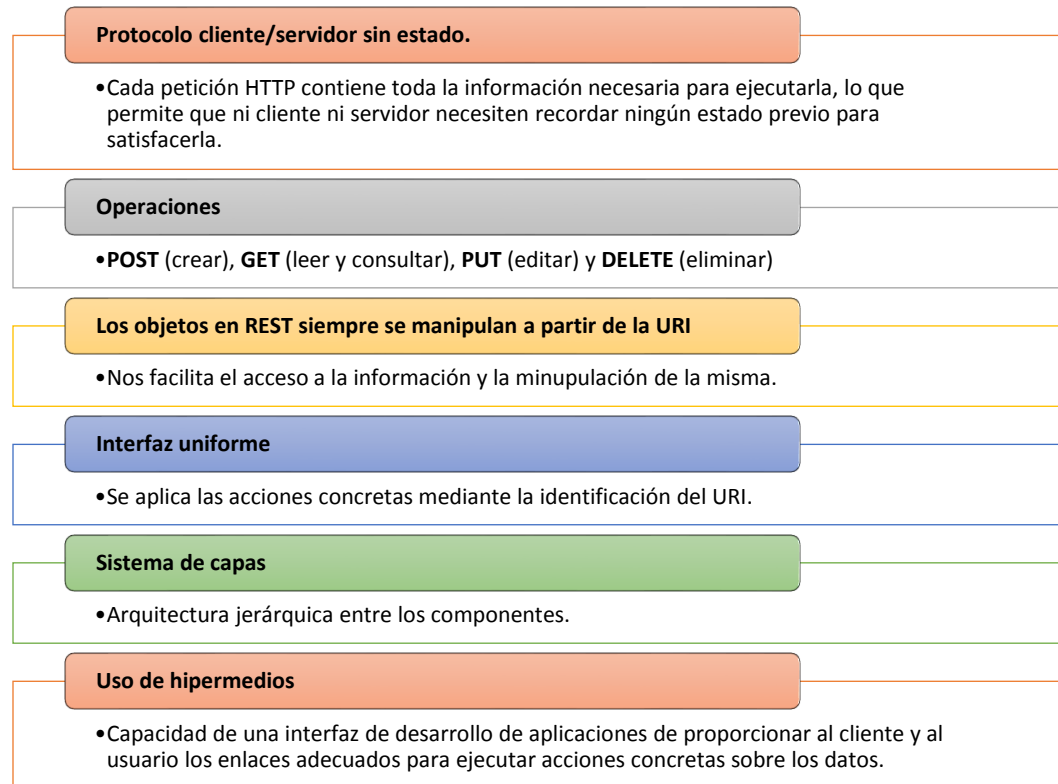 Protocolo cliente/servidor sin estado.
•Cada petición HTTP contiene toda la información necesaria para ejecutarla, lo que
permite que ni cliente ni servidor necesiten recordar ningún estado previo para
satisfacerla.
Operaciones
•POST (crear), GET (leer y consultar), PUT (editar) y DELETE (eliminar)
Los objetos en REST siempre se manipulan a partir de la URI
•Nos facilita el acceso a la información y la minupulación de la misma.
Interfaz uniforme
•Se aplica las acciones concretas mediante la identificación del URI.
Sistema de capas
•Arquitectura jerárquica entre los componentes.
Uso de hipermedios
•Capacidad de una interfaz de desarrollo de aplicaciones de proporcionar al cliente y al
usuario los enlaces adecuados para ejecutar acciones concretas sobre los datos.